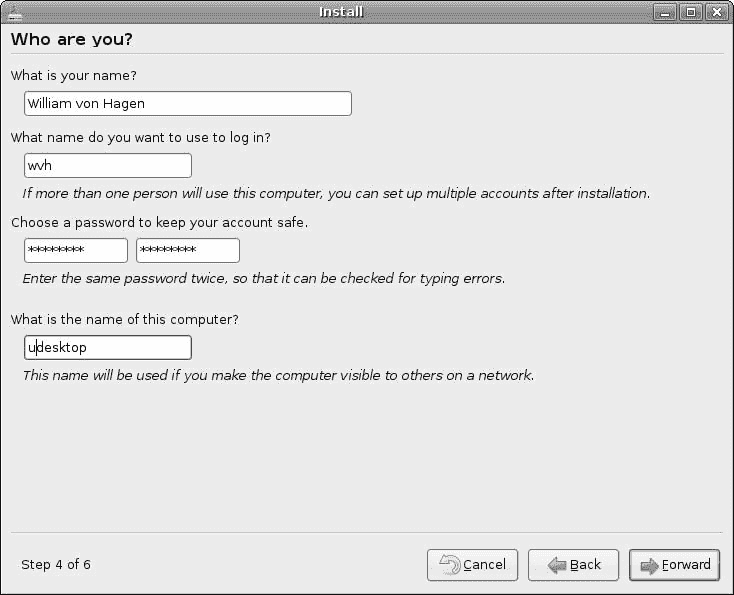 Install
Who are you?
What is your name?
William von Hagen
What name do you want to use to log in?
wvh
If more than one person will use this computer, you can set up multiple accounts after installation.
Choose a password to keep your account safe.
******** ********
Enter the same password twice, so that it can be checked for typing errors.
What is the name of this computer?
udesktop
This name will be used if you make the computer visible to others on a network.
Step 4 of 6
Cancel Back Forward